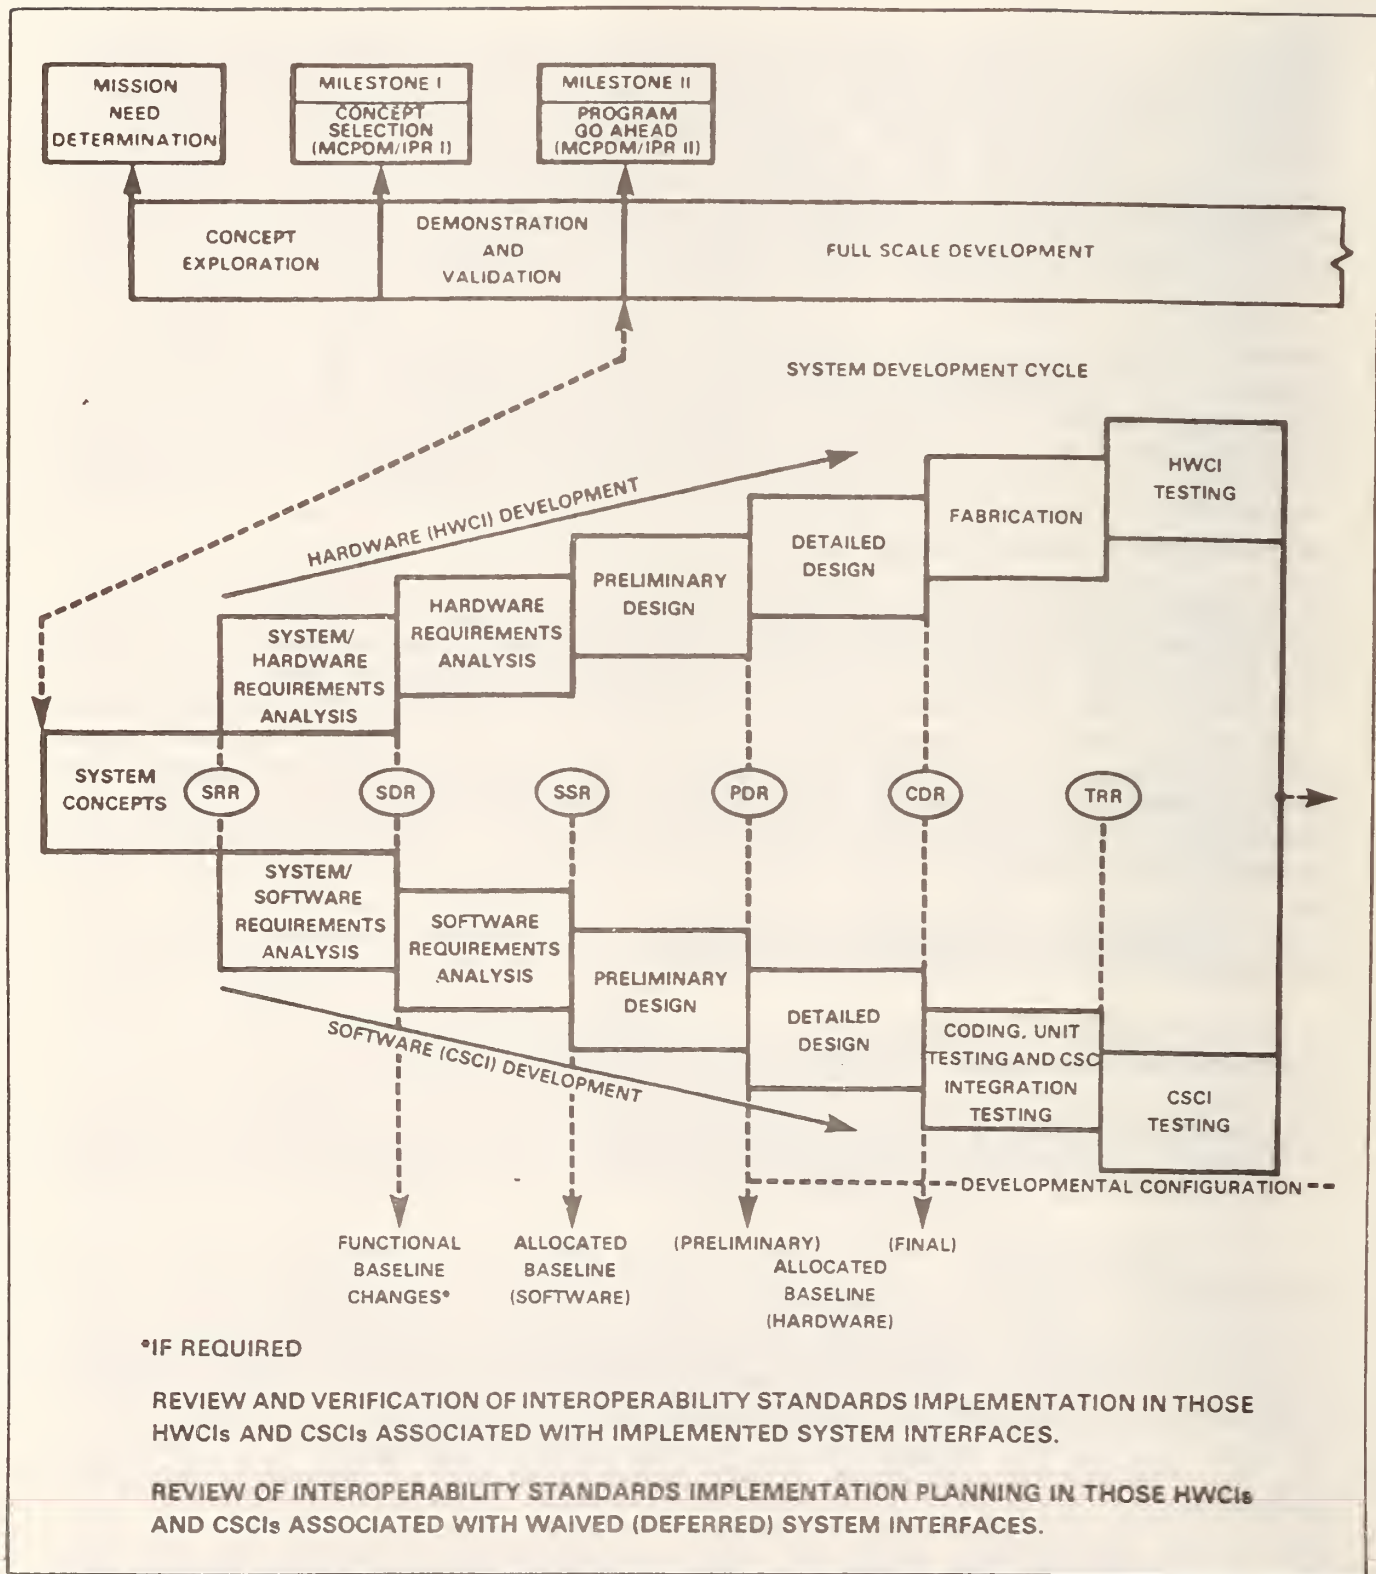 MISSION
NEED
DETERMINATION
MILESTONE I
CONCEPT
SELECTION
(MCPDM/IPR I)
MILESTONE II
PROGRAM
GO AHEAD
(MCPDM/IPR II)
CONCEPT
EXPLORATION
DEMONSTRATION
AND
VALIDATION
FULL SCALE DEVELOPMENT
SYSTEM DEVELOPMENT CYCLE
HARDWARE (HWCI) DEVELOPMENT
SYSTEM/
HARDWARE
REQUIREMENTS
ANALYSIS
HARDWARE
REQUIREMENTS
ANALYSIS
PRELIMINARY
DESIGN
DETAILED
DESIGN
FABRICATION
HWCI
TESTING
SYSTEM
CONCEPTS
SRR
SDR
SSR
PDR
CDR
TRR
SYSTEM/
SOFTWARE
REQUIREMENTS
ANALYSIS
SOFTWARE
REQUIREMENTS
ANALYSIS
PRELIMINARY
DESIGN
DETAILED
DESIGN
CODING, UNIT
TESTING AND CSC
INTEGRATION
TESTING
CSCI
TESTING
SOFTWARE (CSCI) DEVELOPMENT
DEVELOPMENTAL CONFIGURATION
FUNCTIONAL
BASELINE
CHANGES*
ALLOCATED
BASELINE
(SOFTWARE)
(PRELIMINARY)
(FINAL)
ALLOCATED
BASELINE
(HARDWARE)
*IF REQUIRED
REVIEW AND VERIFICATION OF INTEROPERABILITY STANDARDS IMPLEMENTATION IN THOSE
HWCIs AND CSCIs ASSOCIATED WITH IMPLEMENTED SYSTEM INTERFACES.
REVIEW OF INTEROPERABILITY STANDARDS IMPLEMENTATION PLANNING IN THOSE HWCIs
AND CSCIs ASSOCIATED WITH WAIVED (DEFERRED) SYSTEM INTERFACES.